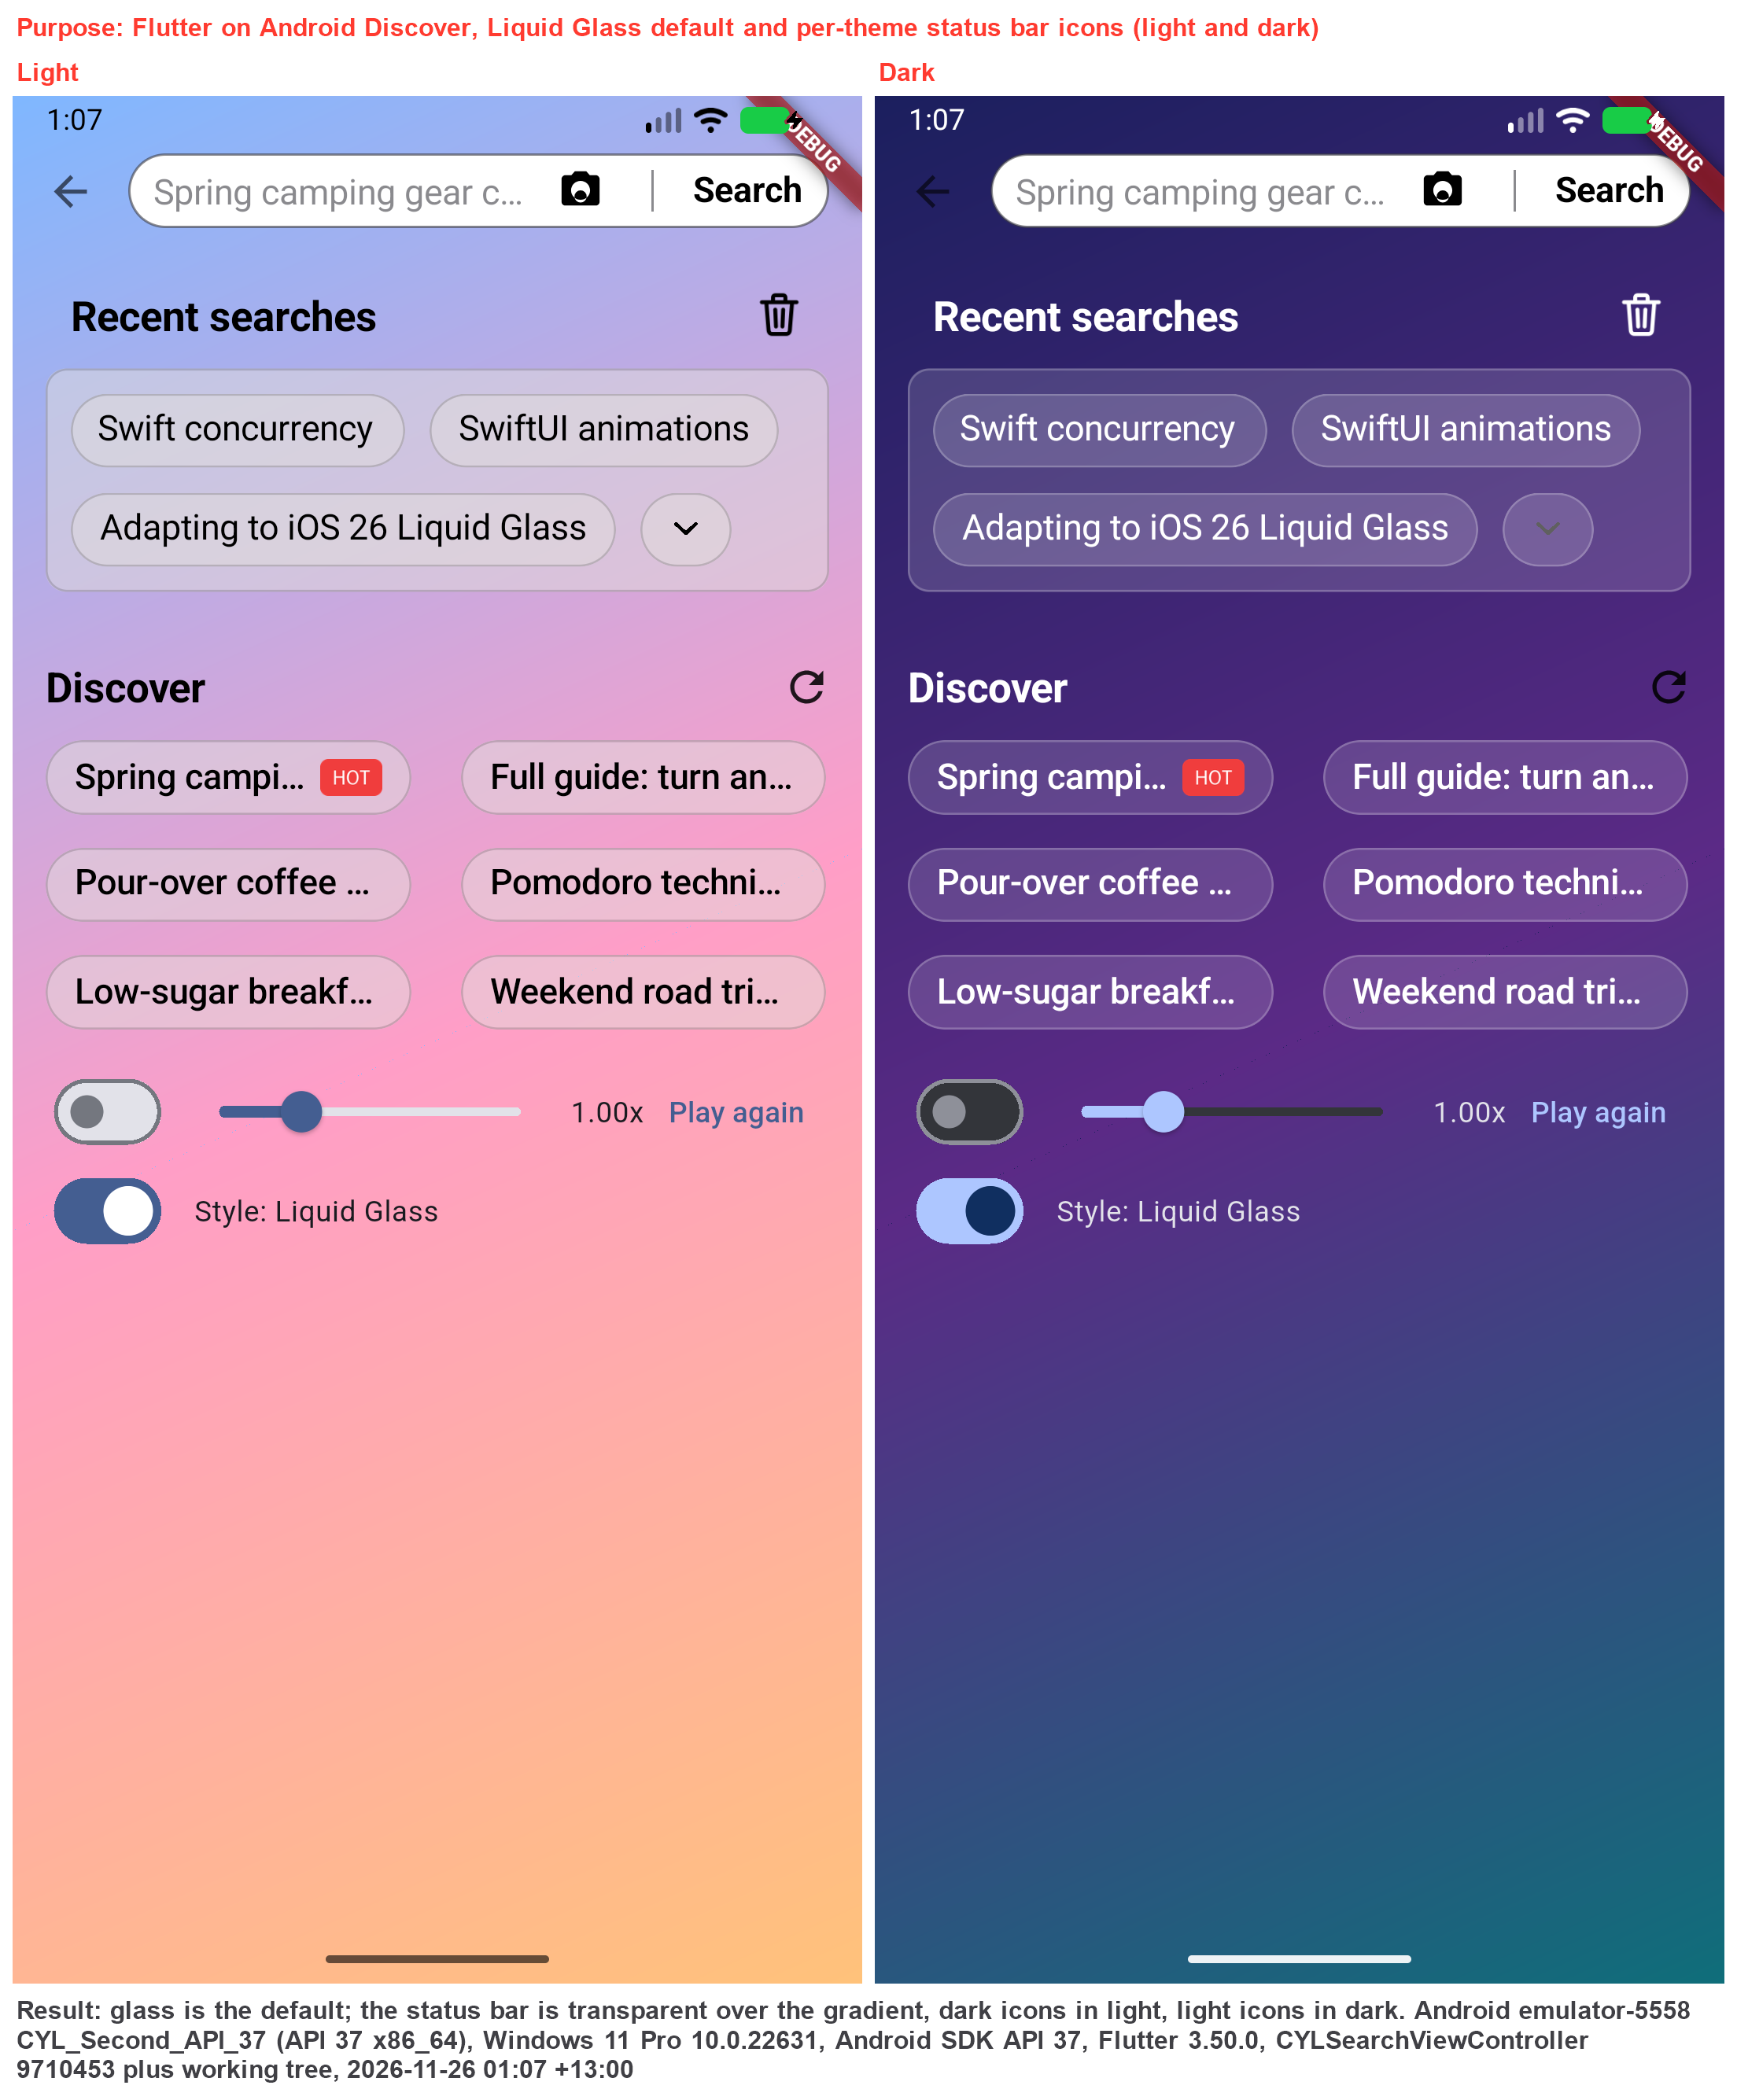 Purpose: Flutter on Android Discover, Liquid Glass default and per-theme status bar icons (light and dark)
Light
1:07
DEBUG
Spring camping gear c...
Search
Recent searches
Swift concurrency
SwiftUI animations
Adapting to iOS 26 Liquid Glass
Discover
Spring campi...
HOT
Full guide: turn an...
Pour-over coffee ...
Pomodoro techni...
Low-sugar breakf...
Weekend road tri...
1.00x
Play again
Style: Liquid Glass
Dark
1:07
DEBUG
Spring camping gear c...
Search
Recent searches
Swift concurrency
SwiftUI animations
Adapting to iOS 26 Liquid Glass
Discover
Spring campi...
HOT
Full guide: turn an...
Pour-over coffee ...
Pomodoro techni...
Low-sugar breakf...
Weekend road tri...
1.00x
Play again
Style: Liquid Glass
Result: glass is the default; the status bar is transparent over the gradient, dark icons in light, light icons in dark. Android emulator-5558
CYL_Second_API_37 (API 37 x86_64), Windows 11 Pro 10.0.22631, Android SDK API 37, Flutter 3.50.0, CYLSearchViewController
9710453 plus working tree, 2026-11-26 01:07 +13:00